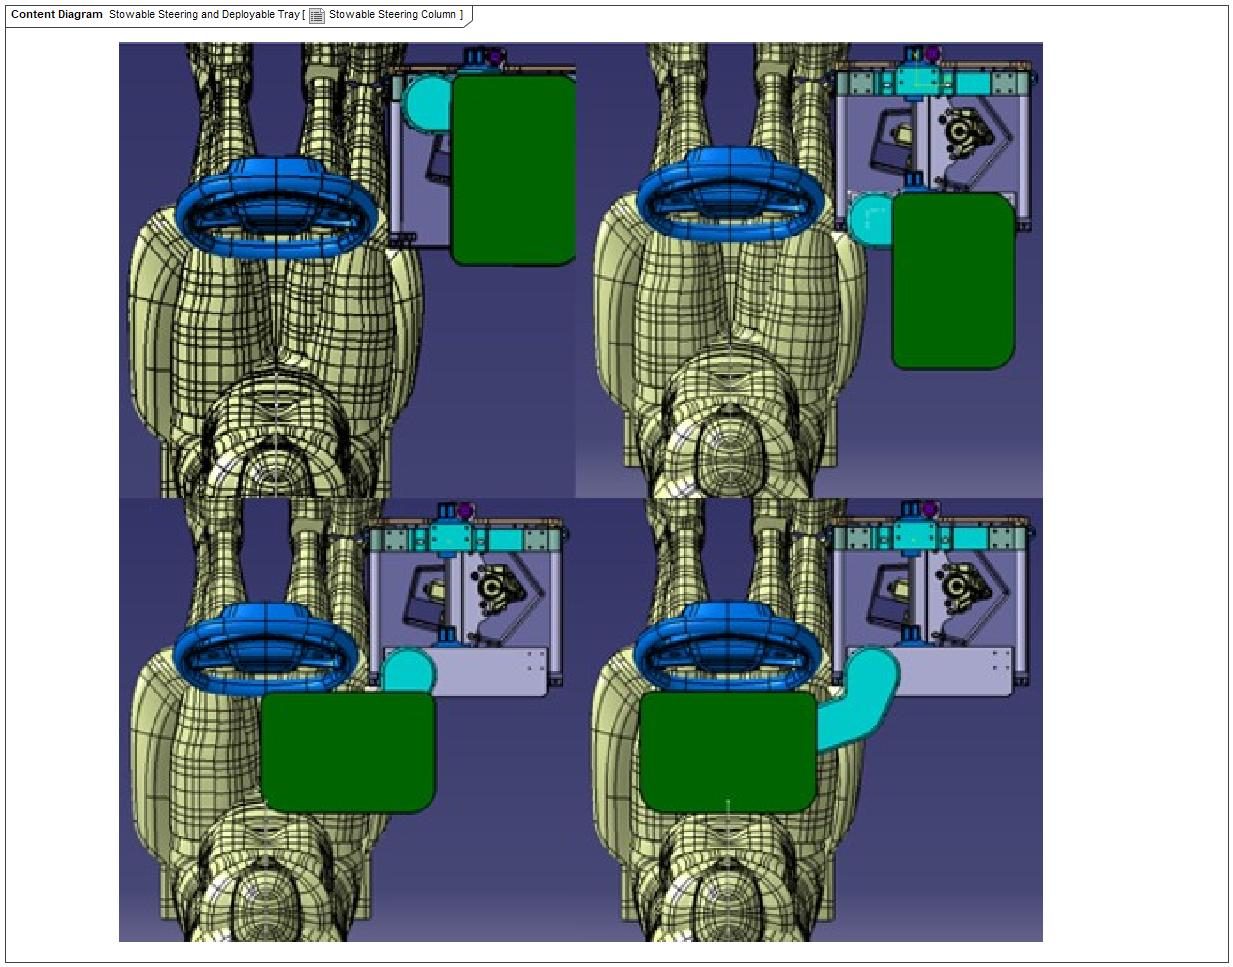 Content Diagram Stowable Steering and Deployable Tray [ Stowable Steering Column ]